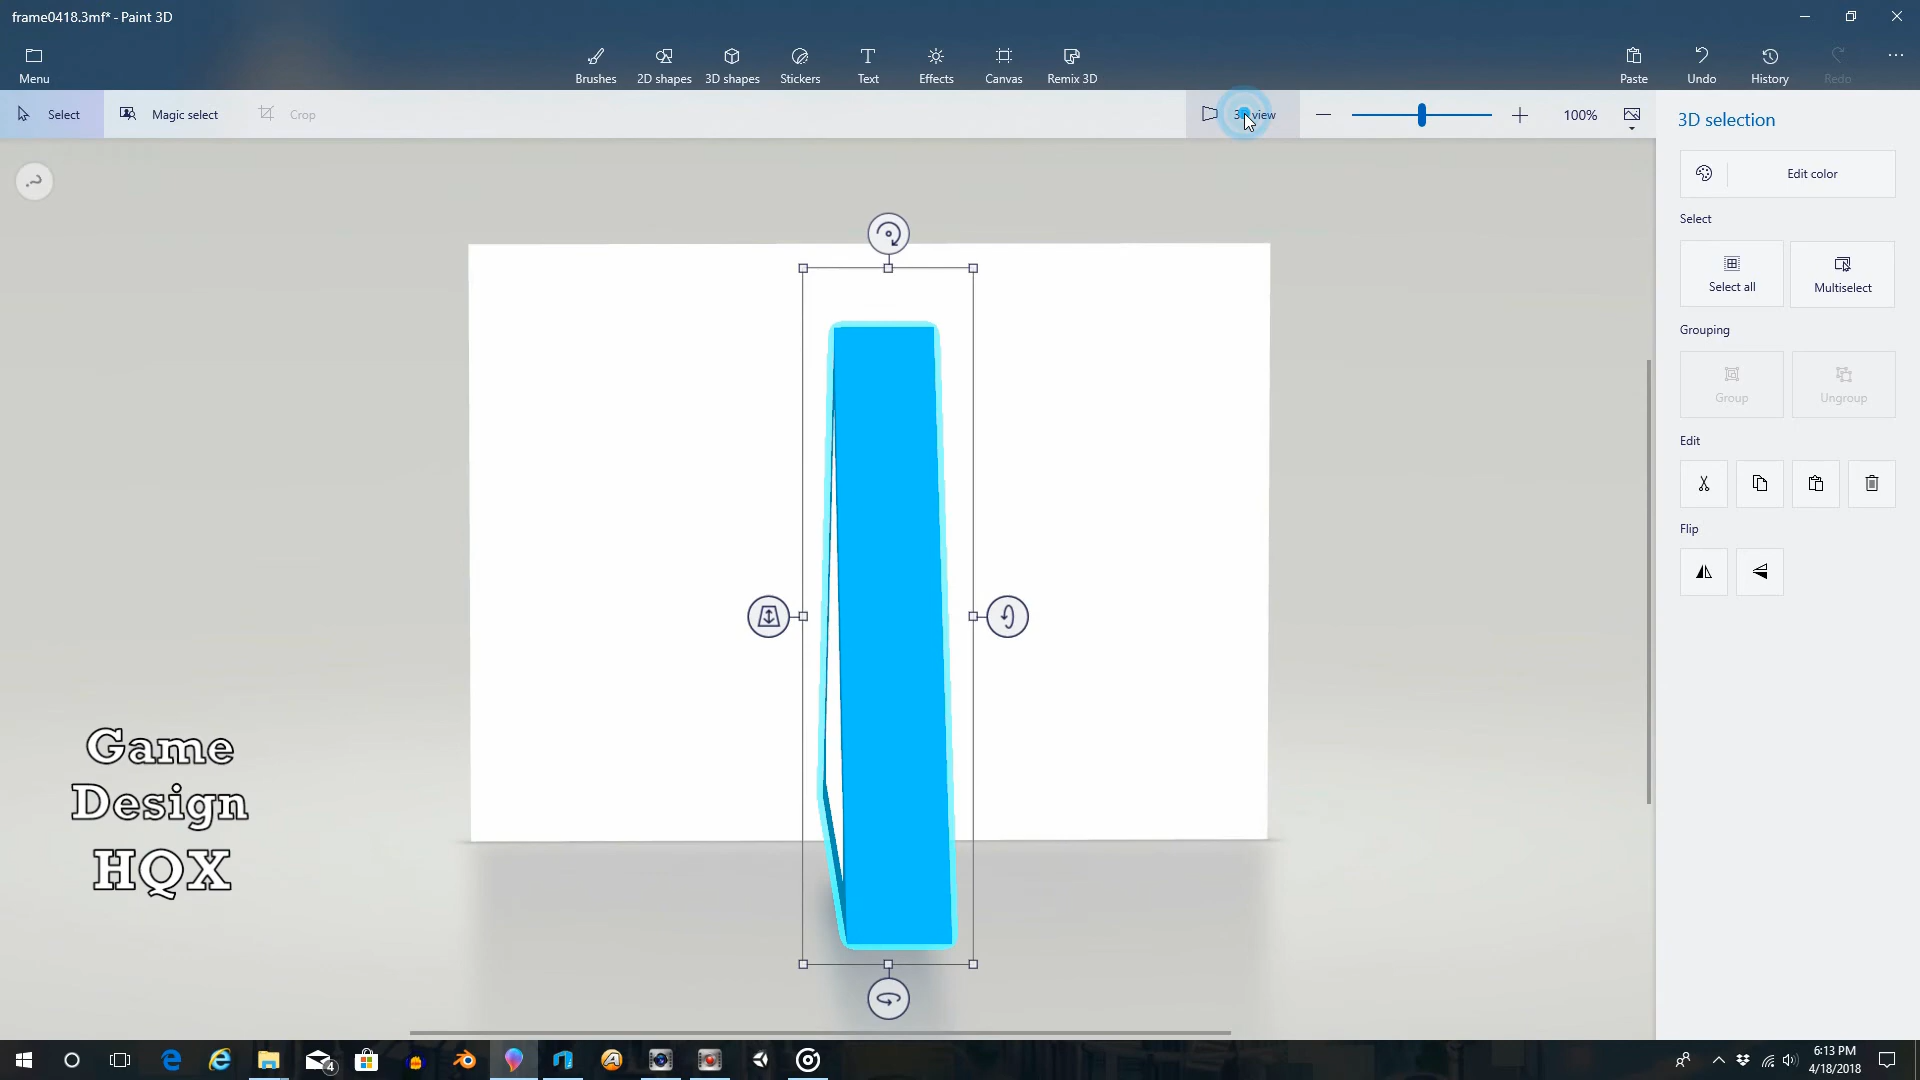 frame0418.3mf* - Paint 3D
Menu
Brushes
2D shapes
3D shapes
Stickers
Text
Effects
Canvas
Remix 3D
Paste
Undo
History
Redo
Select
Magic select
Crop
3D view
100%
3D selection
Edit color
Select
Select all
Multiselect
Grouping
Group
Ungroup
Edit
Flip
Game
Design
HQX
4
6:13 PM
4/18/2018